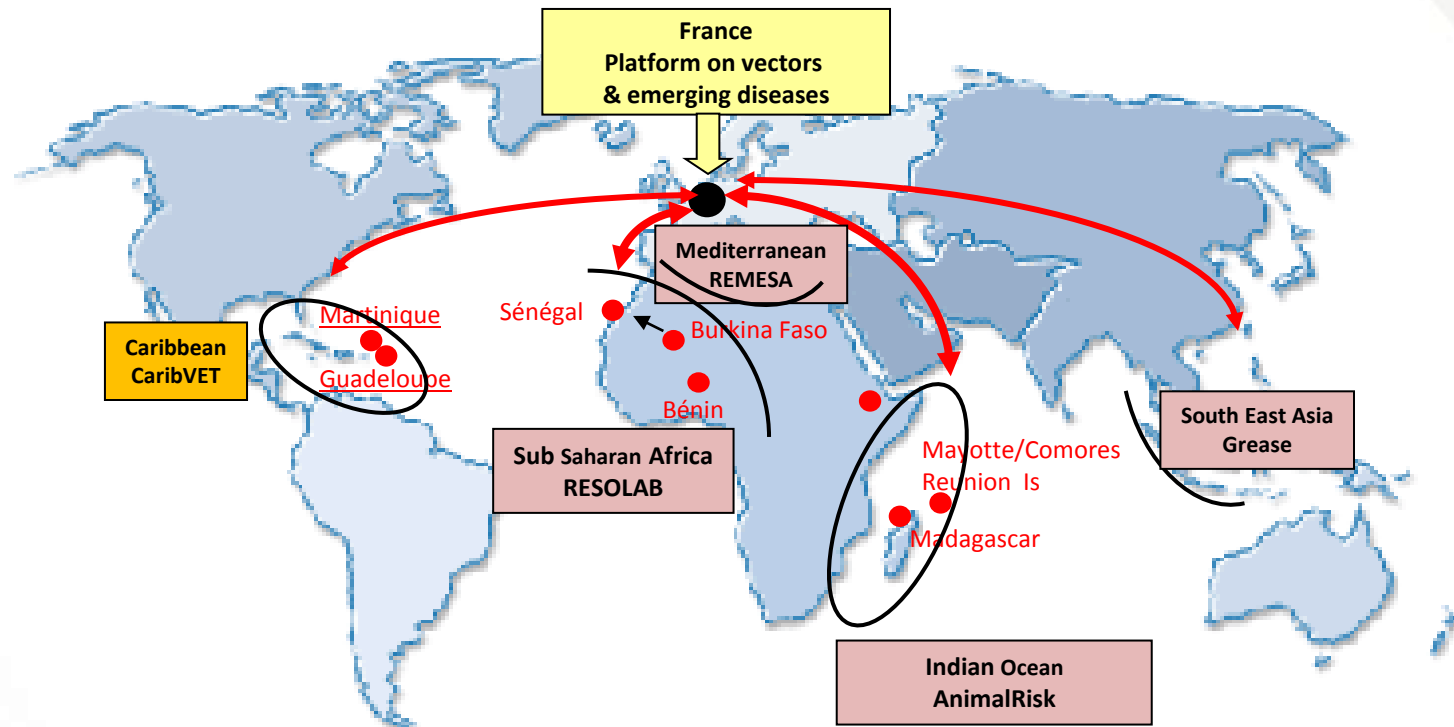 France
Platform on vectors
& emerging diseases
Mediterranean
REMESA
Sénégal
Martinique
Burkina Faso
Caribbean
CaribVET
Guadeloupe
Bénin
South East Asia
Grease
Sub Saharan Africa
RESOLAB
Mayotte/Comores
Reunion Is
Madagascar
Indian Ocean
AnimalRisk